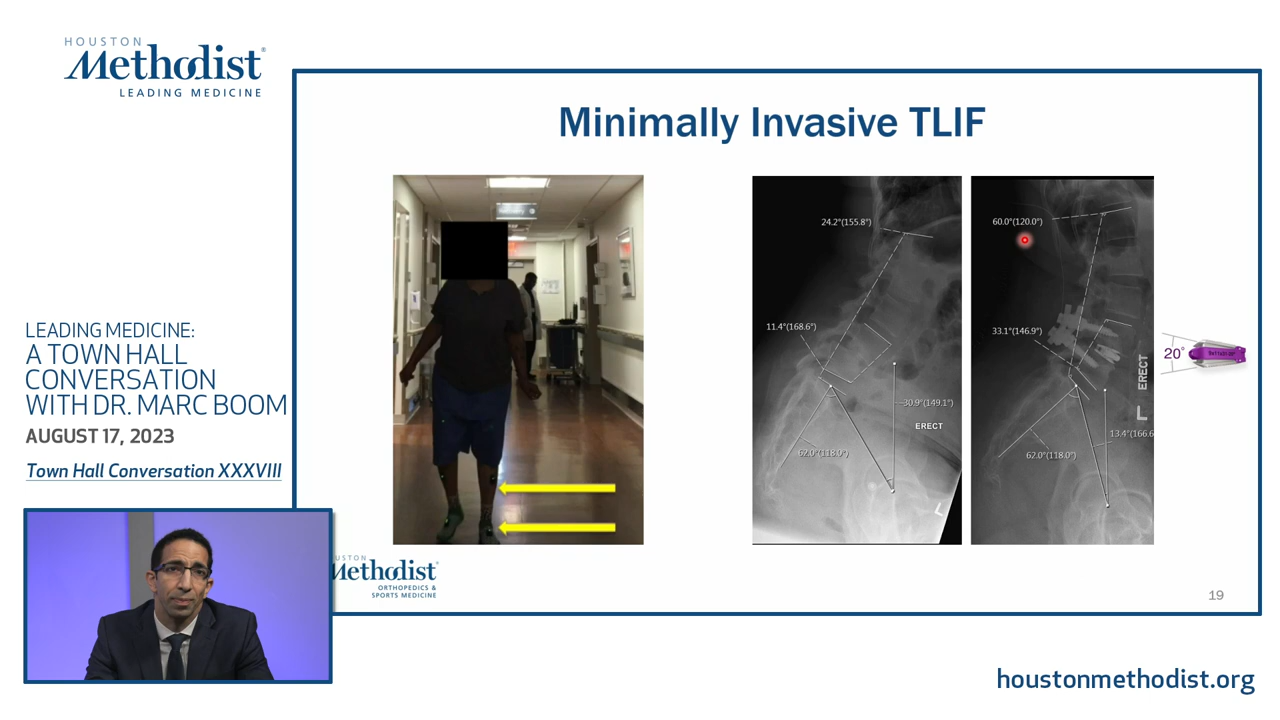 HOUSTON
Methodist®
LEADING MEDICINE
Minimally Invasive TLIF
24.2°(155.8°)
11.4°(168.6°)
30.9°(149.1°)
ERECT
62.0°(118.0°)
L
60.0°(120.0°)
33.1°(146.9°)
ERECT
L
13.4°(166.6
62.0°(118.0°)
20°
LEADING MEDICINE:
A TOWN HALL
CONVERSATION
WITH DR. MARC BOOM
AUGUST 17, 2023
Town Hall Conversation XXXVIII
USTON
Methodist®
ORTHOPEDICS &
SPORTS MEDICINE
19
houstonmethodist.org